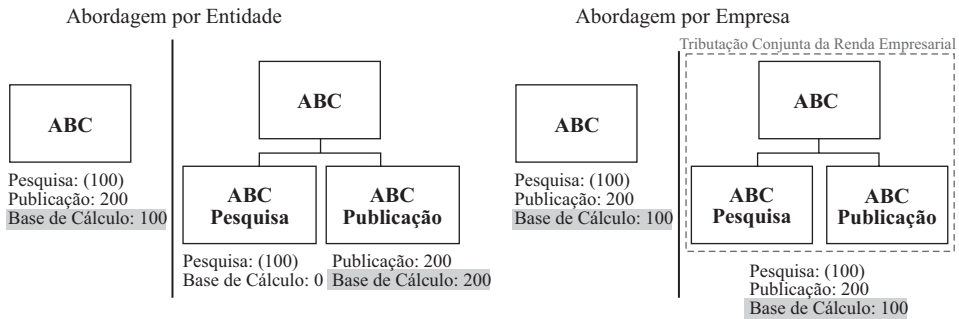 Abordagem por Entidade
ABC
Pesquisa: (100)
Publicação: 200
Base de Cálculo: 100
ABC
ABC
Pesquisa
ABC
Publicação
Pesquisa: (100)
Base de Cálculo: 0
Publicação: 200
Base de Cálculo: 200
Abordagem por Empresa
ABC
Pesquisa: (100)
Publicação: 200
Base de Cálculo: 100
Tributação Conjunta da Renda Empresarial
ABC
ABC
Pesquisa
ABC
Publicação
Pesquisa: (100)
Publicação: 200
Base de Cálculo: 100